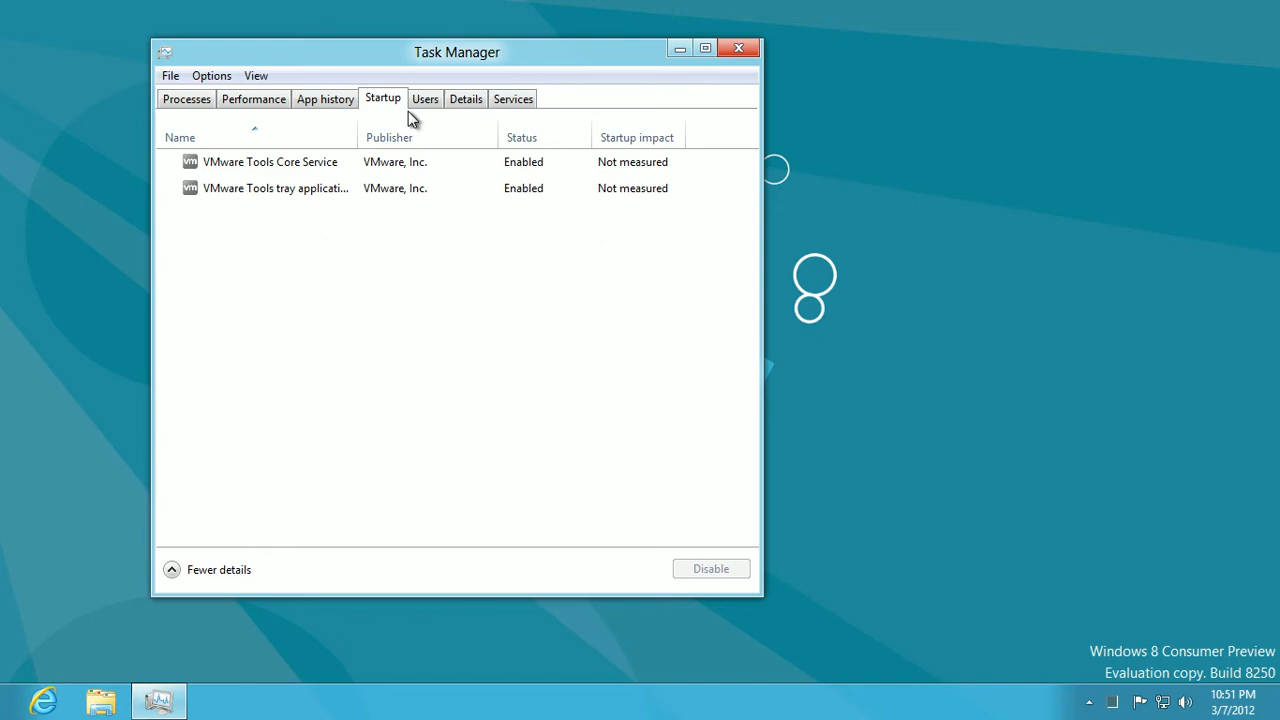 Task Manager
File Options View
Processes Performance App history Startup Users Details Services
Name Publisher Status Startup impact
vm VMware Tools Core Service VMware, Inc. Enabled Not measured
vm VMware Tools tray applicati... VMware, Inc. Enabled Not measured
Fewer details Disable
Windows 8 Consumer Preview
Evaluation copy. Build 8250
10:51 PM
3/7/2012